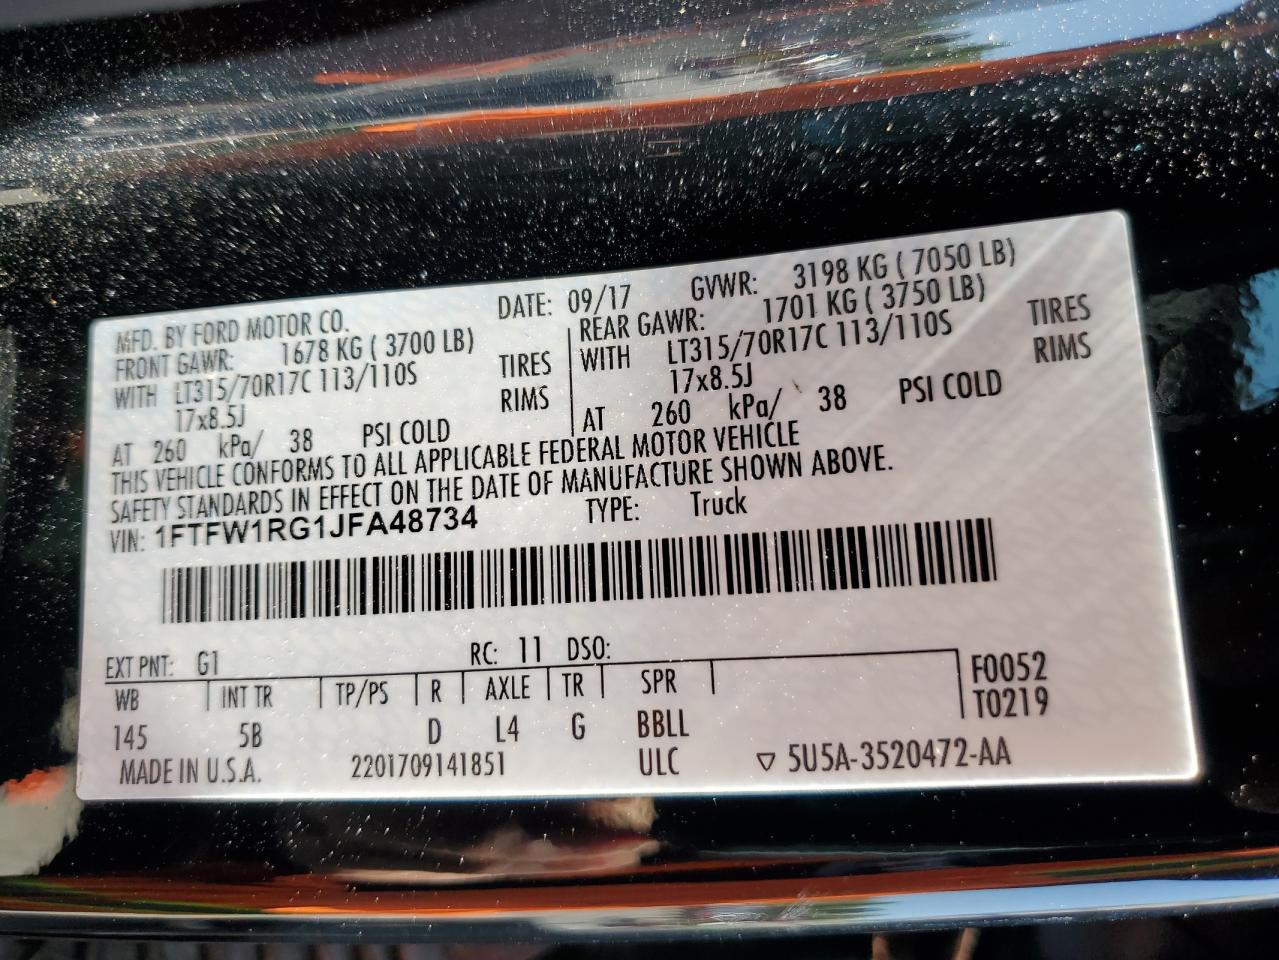 MFD. BY FORD MOTOR CO. DATE: 09/17 GVWR: 3198 KG ( 7050 LB)
FRONT GAWR: 1678 KG ( 3700 LB) REAR GAWR: 1701 KG ( 3750 LB)
WITH LT315/70R17C 113/110S TIRES WITH LT315/70R17C 113/110S TIRES
17x8.5J RIMS 17x8.5J RIMS
AT 260 kPa/ 38 PSI COLD AT 260 kPa/ 38 PSI COLD
THIS VEHICLE CONFORMS TO ALL APPLICABLE FEDERAL MOTOR VEHICLE
SAFETY STANDARDS IN EFFECT ON THE DATE OF MANUFACTURE SHOWN ABOVE.
VIN: 1FTFW1RG1JFA48734 TYPE: Truck
EXT PNT: G1 RC: 11 DSO:
WB INT TR TP/PS R AXLE TR SPR F0052
145 5B D L4 G BBLL T0219
MADE IN U.S.A. 2201709141851 ULC ▽ 5U5A-3520472-AA